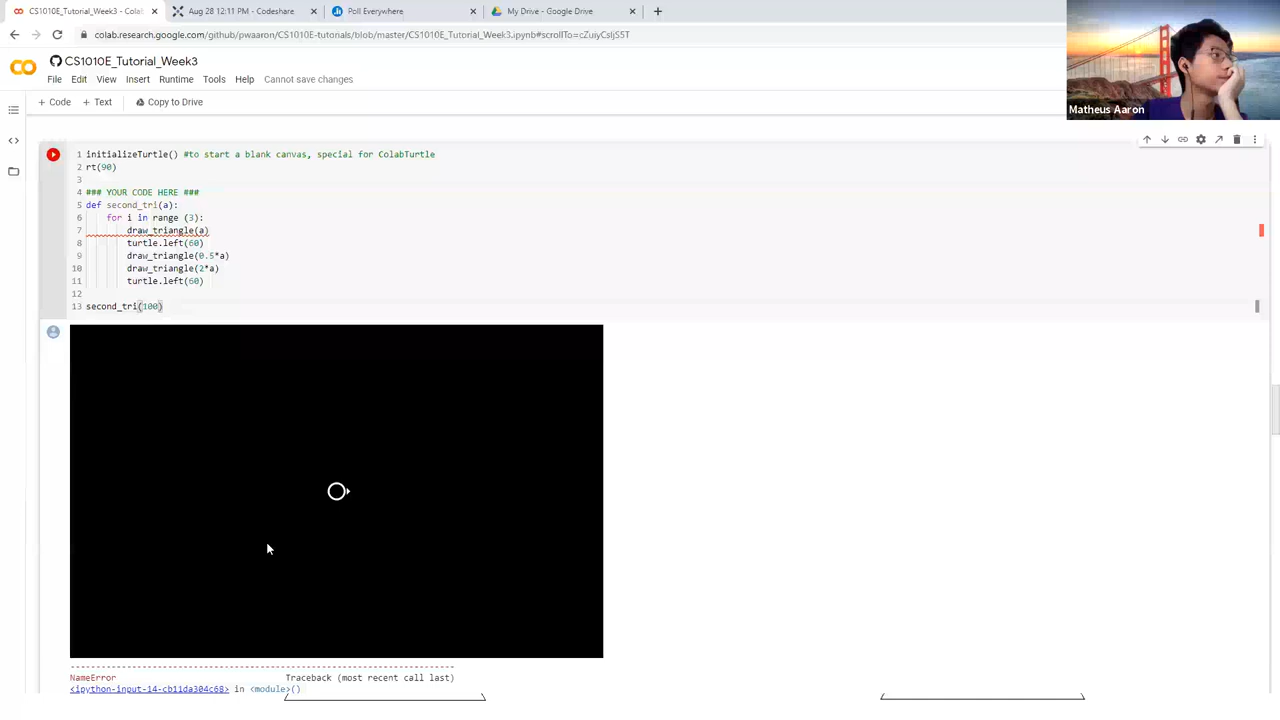 CS1010E_Tutorial_Week3 - Colab
Aug 28 12:11 PM - Codeshare
Poll Everywhere
My Drive - Google Drive
colab.research.google.com/github/pwaaron/CS1010E-tutorials/blob/master/CS1010E_Tutorial_Week3.ipynb#scrollTo=cZuiyCsIjS5T
CS1010E_Tutorial_Week3
File Edit View Insert Runtime Tools Help Cannot save changes
+ Code + Text Copy to Drive
Matheus Aaron
1 initializeTurtle() #to start a blank canvas, special for ColabTurtle
2 rt(90)
3
4 ### YOUR CODE HERE ###
5 def second_tri(a):
6 for i in range (3):
7 draw_triangle(a)
8 turtle.left(60)
9 draw_triangle(0.5*a)
10 draw_triangle(2*a)
11 turtle.left(60)
12
13 second_tri(100)
---------------------------------------------------------------------------
NameError Traceback (most recent call last)
<ipython-input-14-cb11da304c68> in <module>()